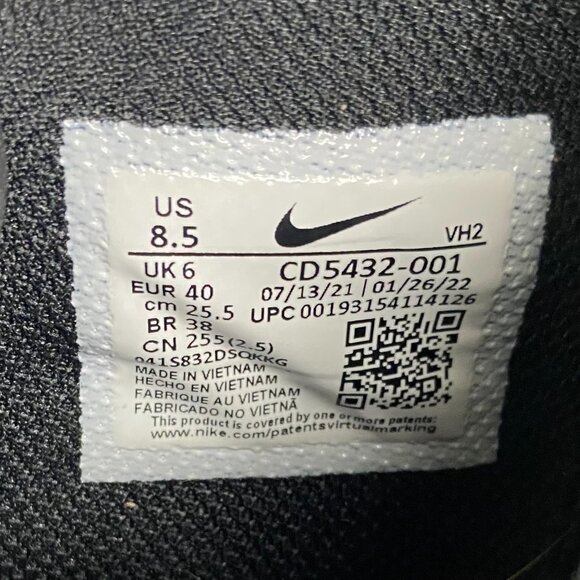 US
8.5
VH2
UK 6
CD5432-001
EUR 40
07/13/21 | 01/26/22
cm 25.5
UPC 00193154114126
BR 38
CN 255(2.5)
041S832DSQKKG
MADE IN VIETNAM
HECHO EN VIETNAM
FABRIQUE AU VIETNAM
FABRICADO NO VIETNÃ
This product is covered by one or more patents:
www.nike.com/patentsvirtualmarking